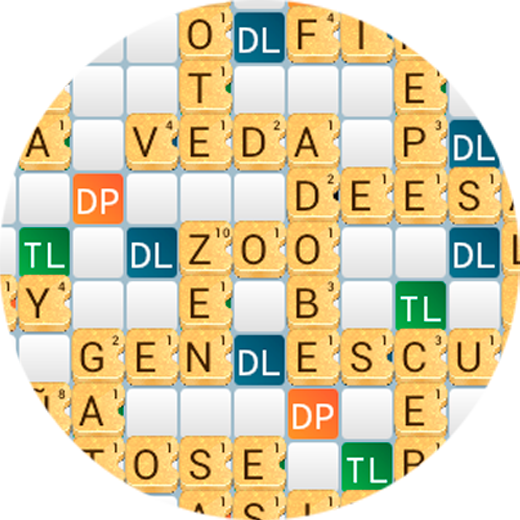 O DL F I
T E
A V E D A P DL
DP D E E S
TL DL Z O O DL
Y E B TL
G E N DL E S C U
A DP E
O S E TL